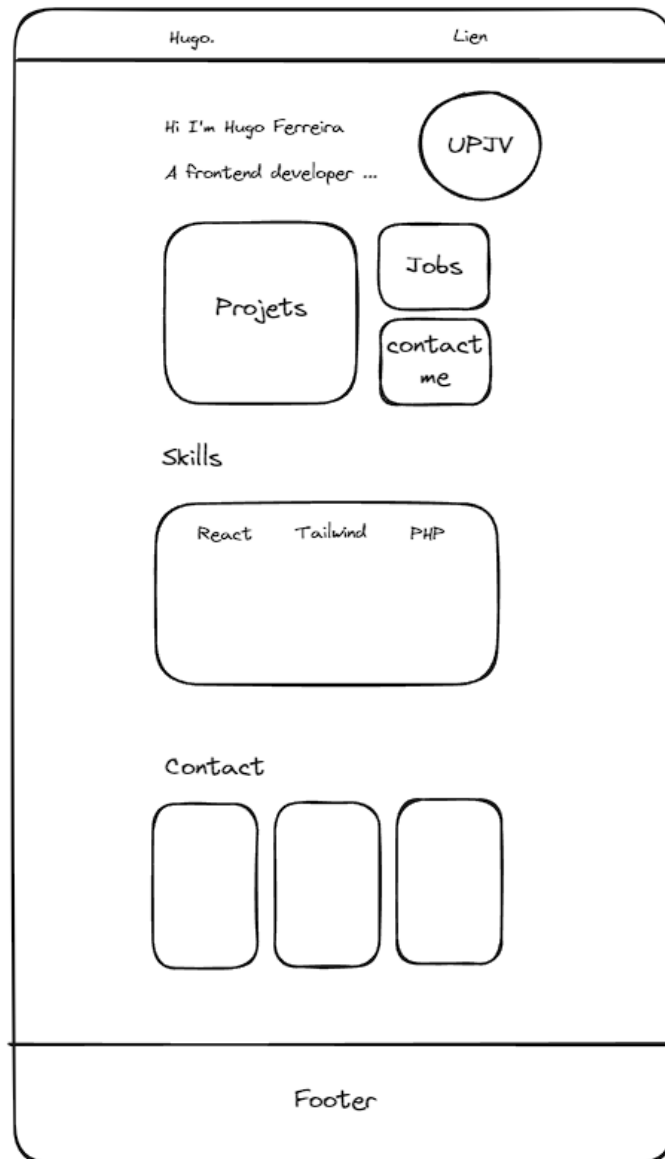 Hugo.
Lien
Hi I'm Hugo Ferreira
A frontend developer ...
UPJV
Projets
Jobs
contact
me
Skills
React
Tailwind
PHP
Contact
Footer